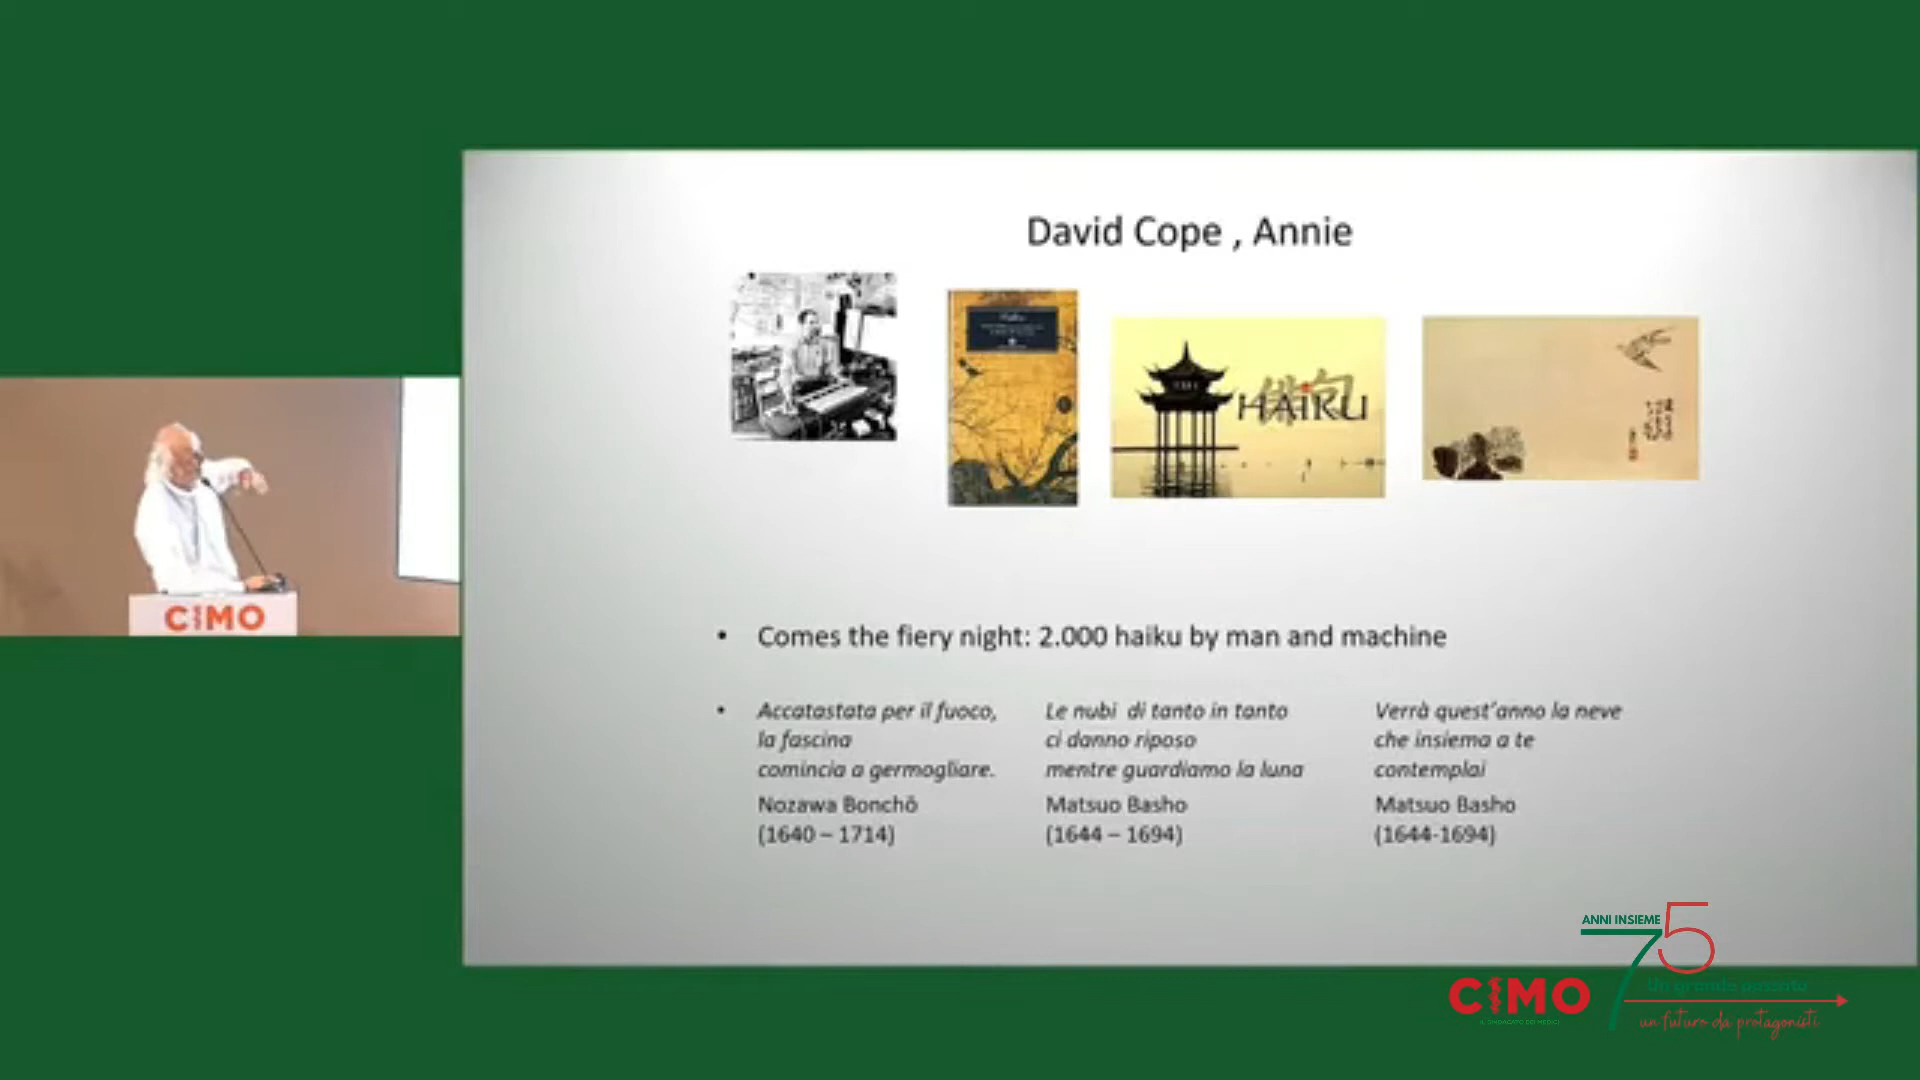 David Cope , Annie
HAIKU
Comes the fiery night: 2.000 haiku by man and machine
Accatastata per il fuoco,
la fascina
comincia a germogliare.
Nozawa Bonchō
(1640 – 1714)
Le nubi di tanto in tanto
ci danno riposo
mentre guardiamo la luna
Matsuo Basho
(1644 – 1694)
Verrà quest'anno la neve
che insieme a te
contemplai
Matsuo Basho
(1644-1694)
CIMO
ANNI INSIEME
75
CIMO
IL SINDACATO DEI MEDICI
Un grande passato
un futuro da protagonisti